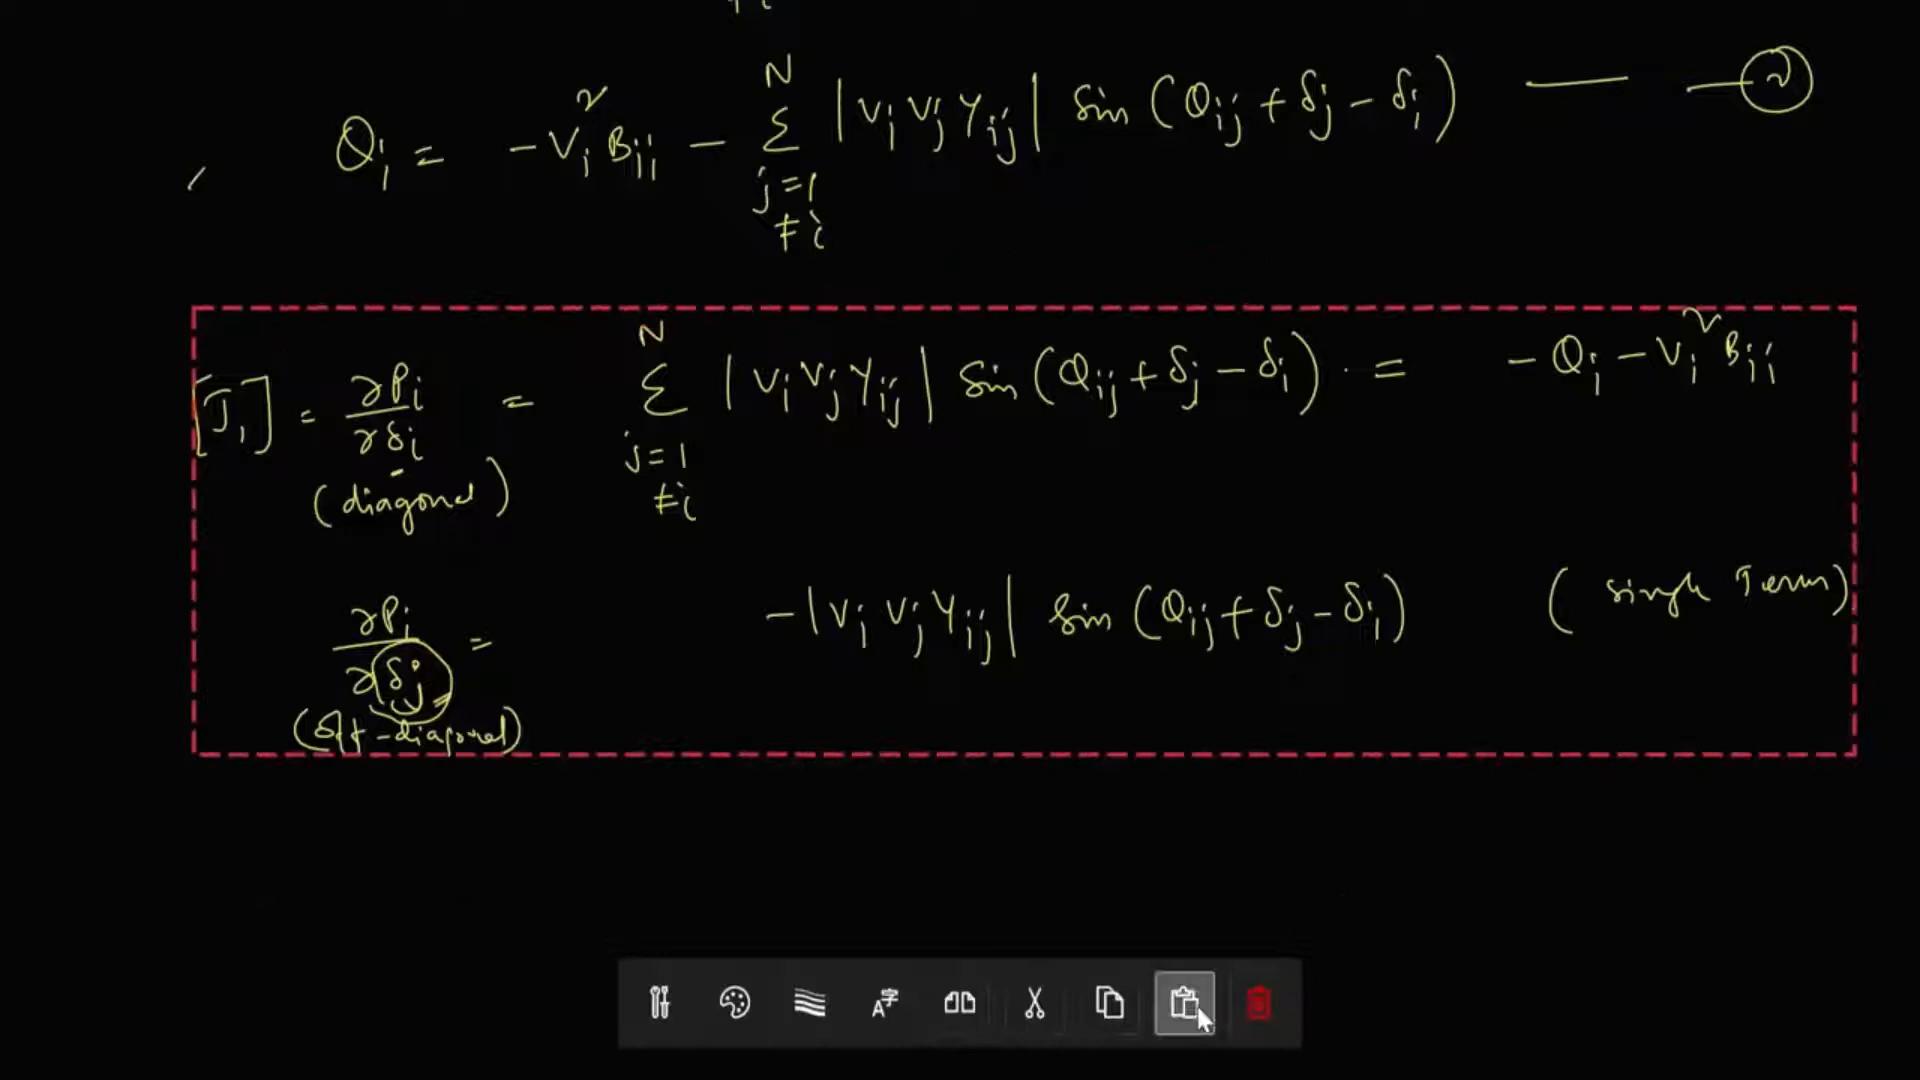 ≠i
Qi = - Vi² Bii - Σ(j=1, ≠i to N) |Vi Vj Yij| Sin (θij + δj - δi) —— — ②
[J1] = ∂Pi/∂δi = Σ(j=1, ≠i to N) |Vi Vj Yij| Sin (θij + δj - δi) = - Qi - Vi² Bii
(diagonal)
∂Pi/∂δj = -|Vi Vj Yij| Sin (θij + δj - δi) (single Term)
(Off-diagonal)